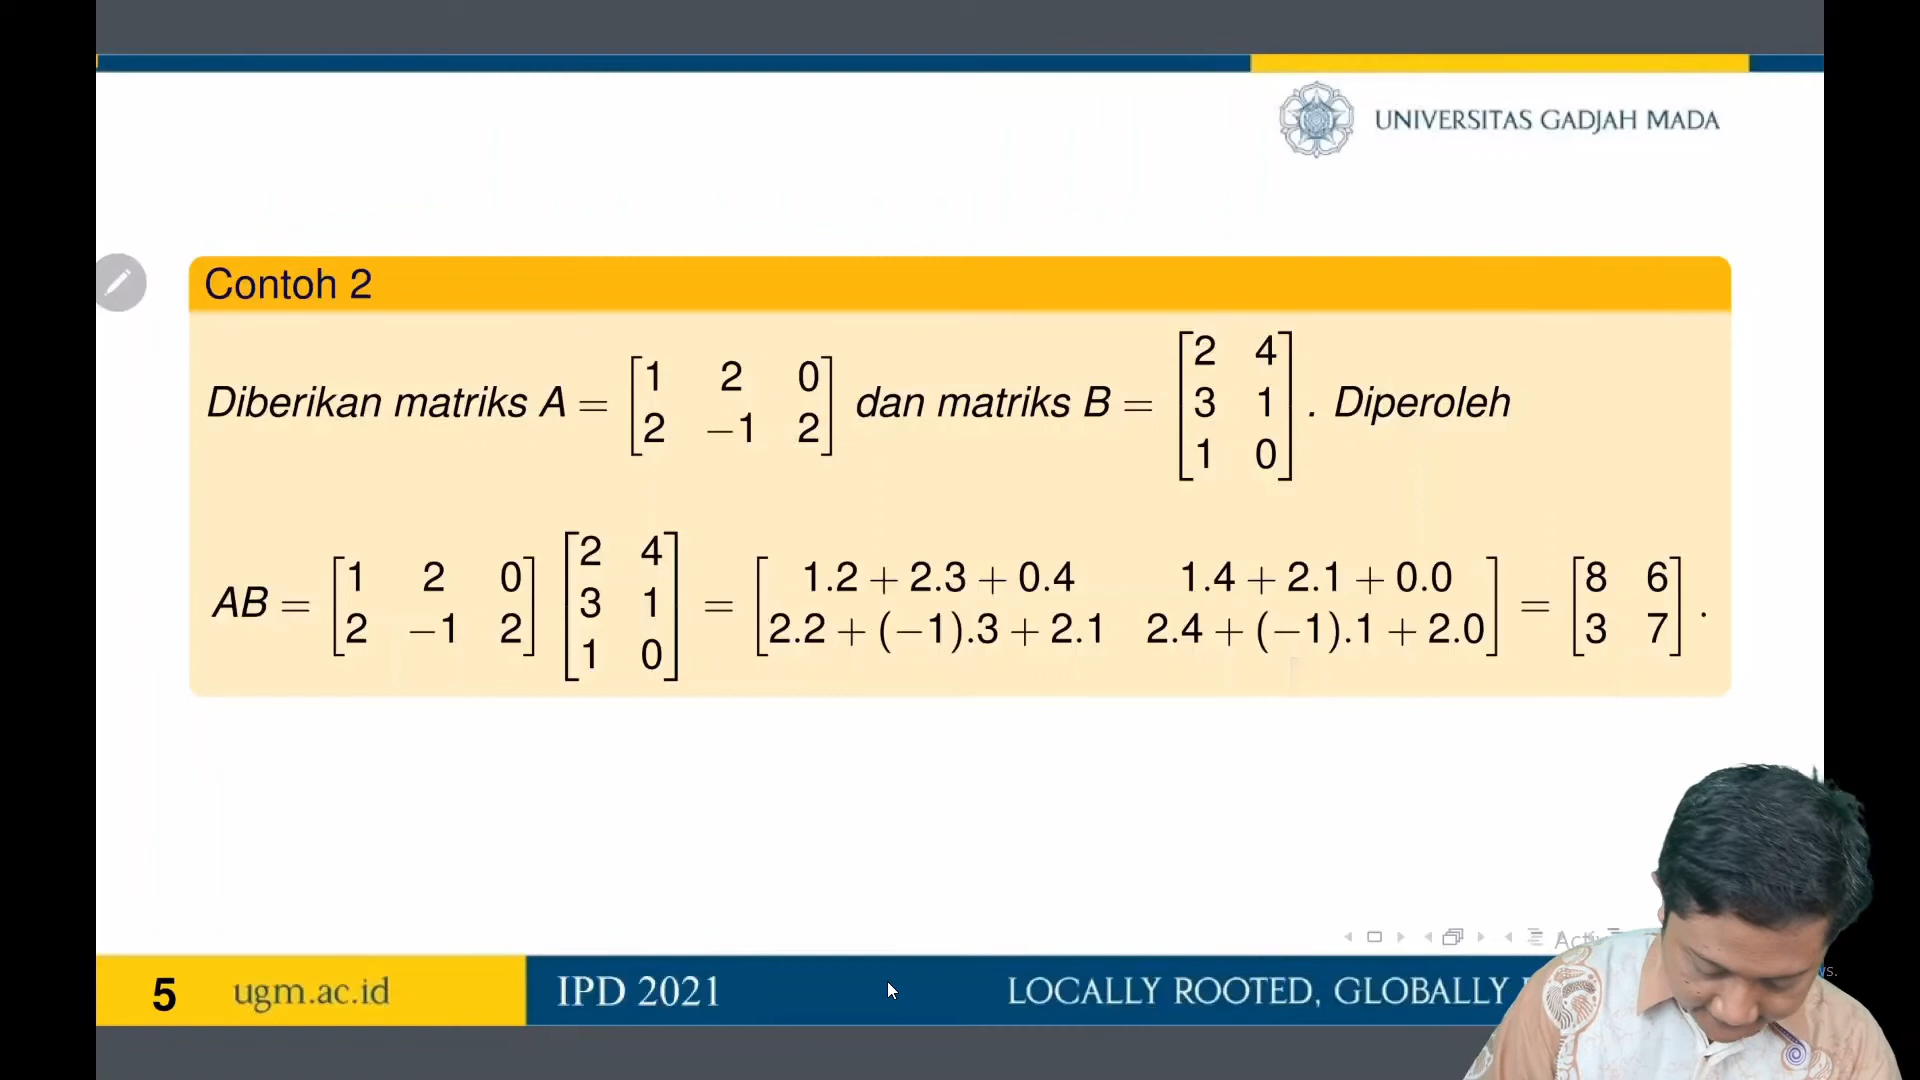 UNIVERSITAS GADJAH MADA
Contoh 2
Diberikan matriks A = [1 2 0; 2 −1 2] dan matriks B = [2 4; 3 1; 1 0]. Diperoleh
AB = [1 2 0; 2 −1 2] [2 4; 3 1; 1 0] = [1.2 + 2.3 + 0.4 1.4 + 2.1 + 0.0; 2.2 + (−1).3 + 2.1 2.4 + (−1).1 + 2.0] = [8 6; 3 7].
5 ugm.ac.id IPD 2021 LOCALLY ROOTED, GLOBALLY